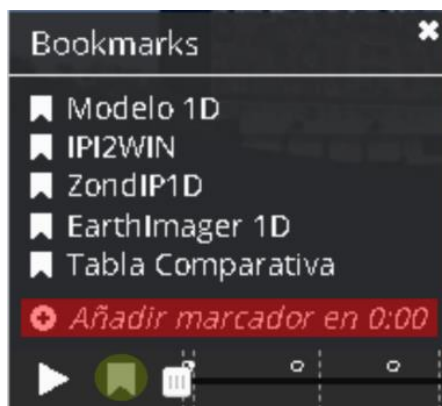 Bookmarks
Modelo 1D
IPI2WIN
ZondIP1D
EarthImager 1D
Tabla Comparativa
Añadir marcador en 0:00